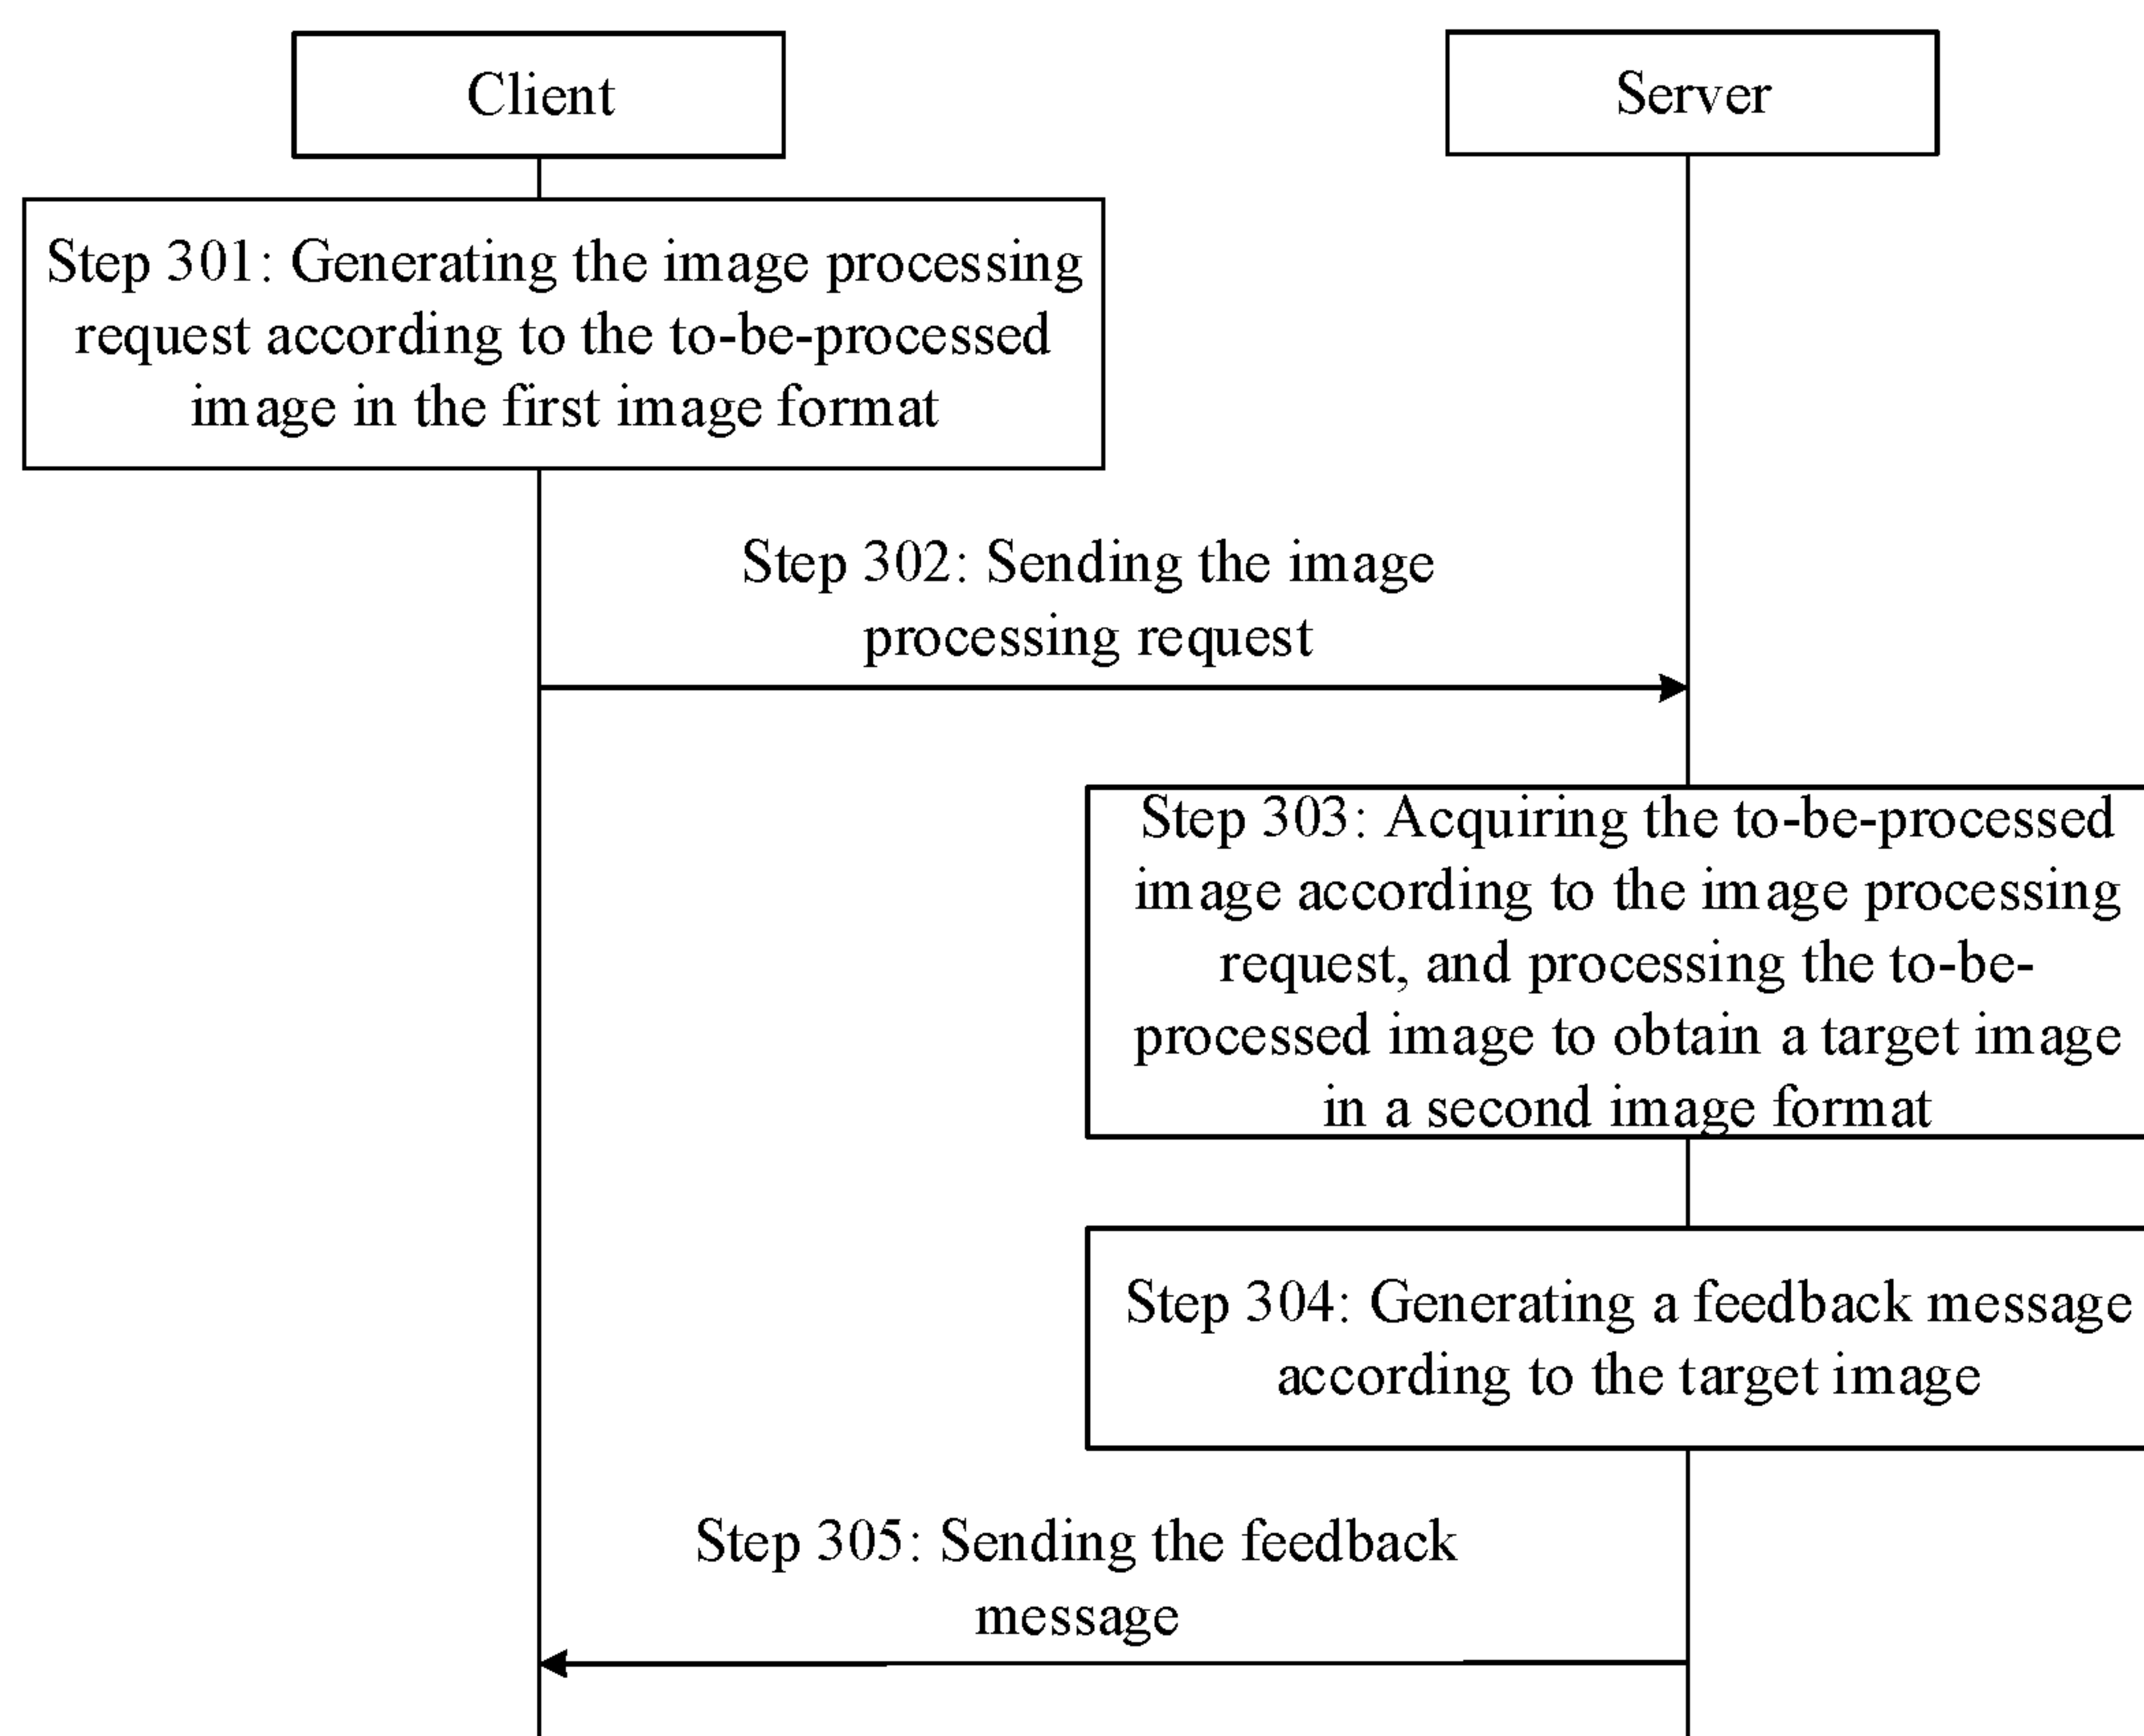 Client
Server
Step 301: Generating the image processing
request according to the to-be-processed
image in the first image format
Step 302: Sending the image
processing request
Step 303: Acquiring the to-be-processed
image according to the image processing
request, and processing the to-be-
processed image to obtain a target image
in a second image format
Step 304: Generating a feedback message
according to the target image
Step 305: Sending the feedback
message